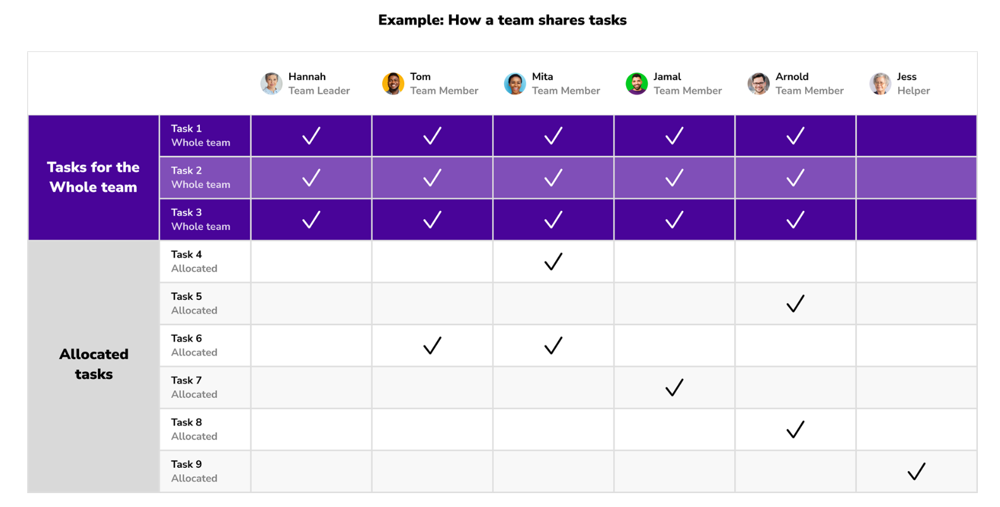 Example: How a team shares tasks
Hannah
Team Leader
Tom
Team Member
Mita
Team Member
Jamal
Team Member
Arnold
Team Member
Jess
Helper
Tasks for the
Whole team
Task 1
Whole team
Task 2
Whole team
Task 3
Whole team
Allocated
tasks
Task 4
Allocated
Task 5
Allocated
Task 6
Allocated
Task 7
Allocated
Task 8
Allocated
Task 9
Allocated